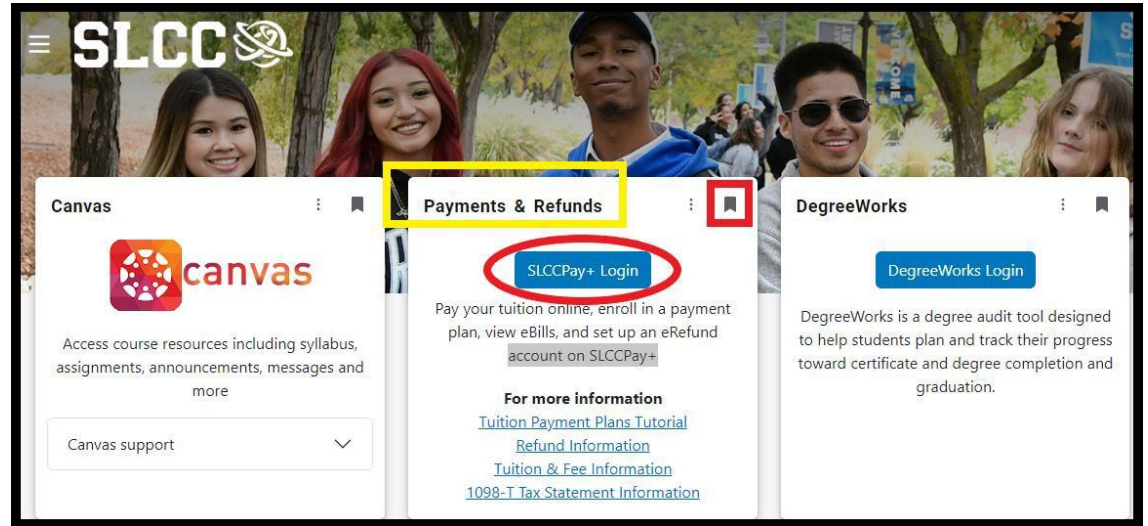 SLCC
WELCOME
S
Canvas
canvas
Access course resources including syllabus,
assignments, announcements, messages and
more
Canvas support
Payments & Refunds
SLCCPay+ Login
Pay your tuition online, enroll in a payment
plan, view eBills, and set up an eRefund
account on SLCCPay+
For more information
Tuition Payment Plans Tutorial
Refund Information
Tuition & Fee Information
1098-T Tax Statement Information
DegreeWorks
DegreeWorks Login
DegreeWorks is a degree audit tool designed
to help students plan and track their progress
toward certificate and degree completion and
graduation.